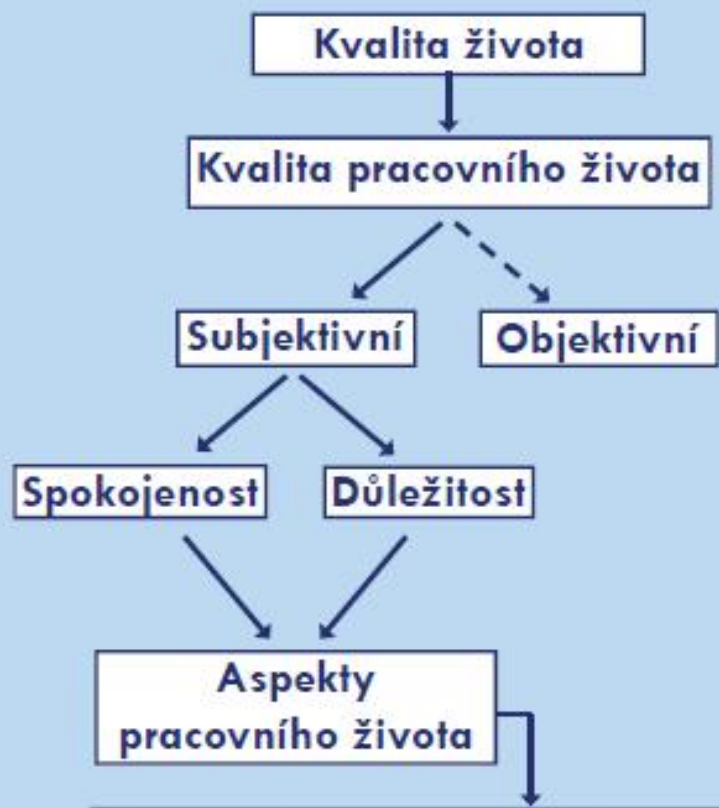 Kvalita života
Kvalita pracovního života
Subjektivní
Objektivní
Spokojenost
Důležitost
Aspekty
pracovního života